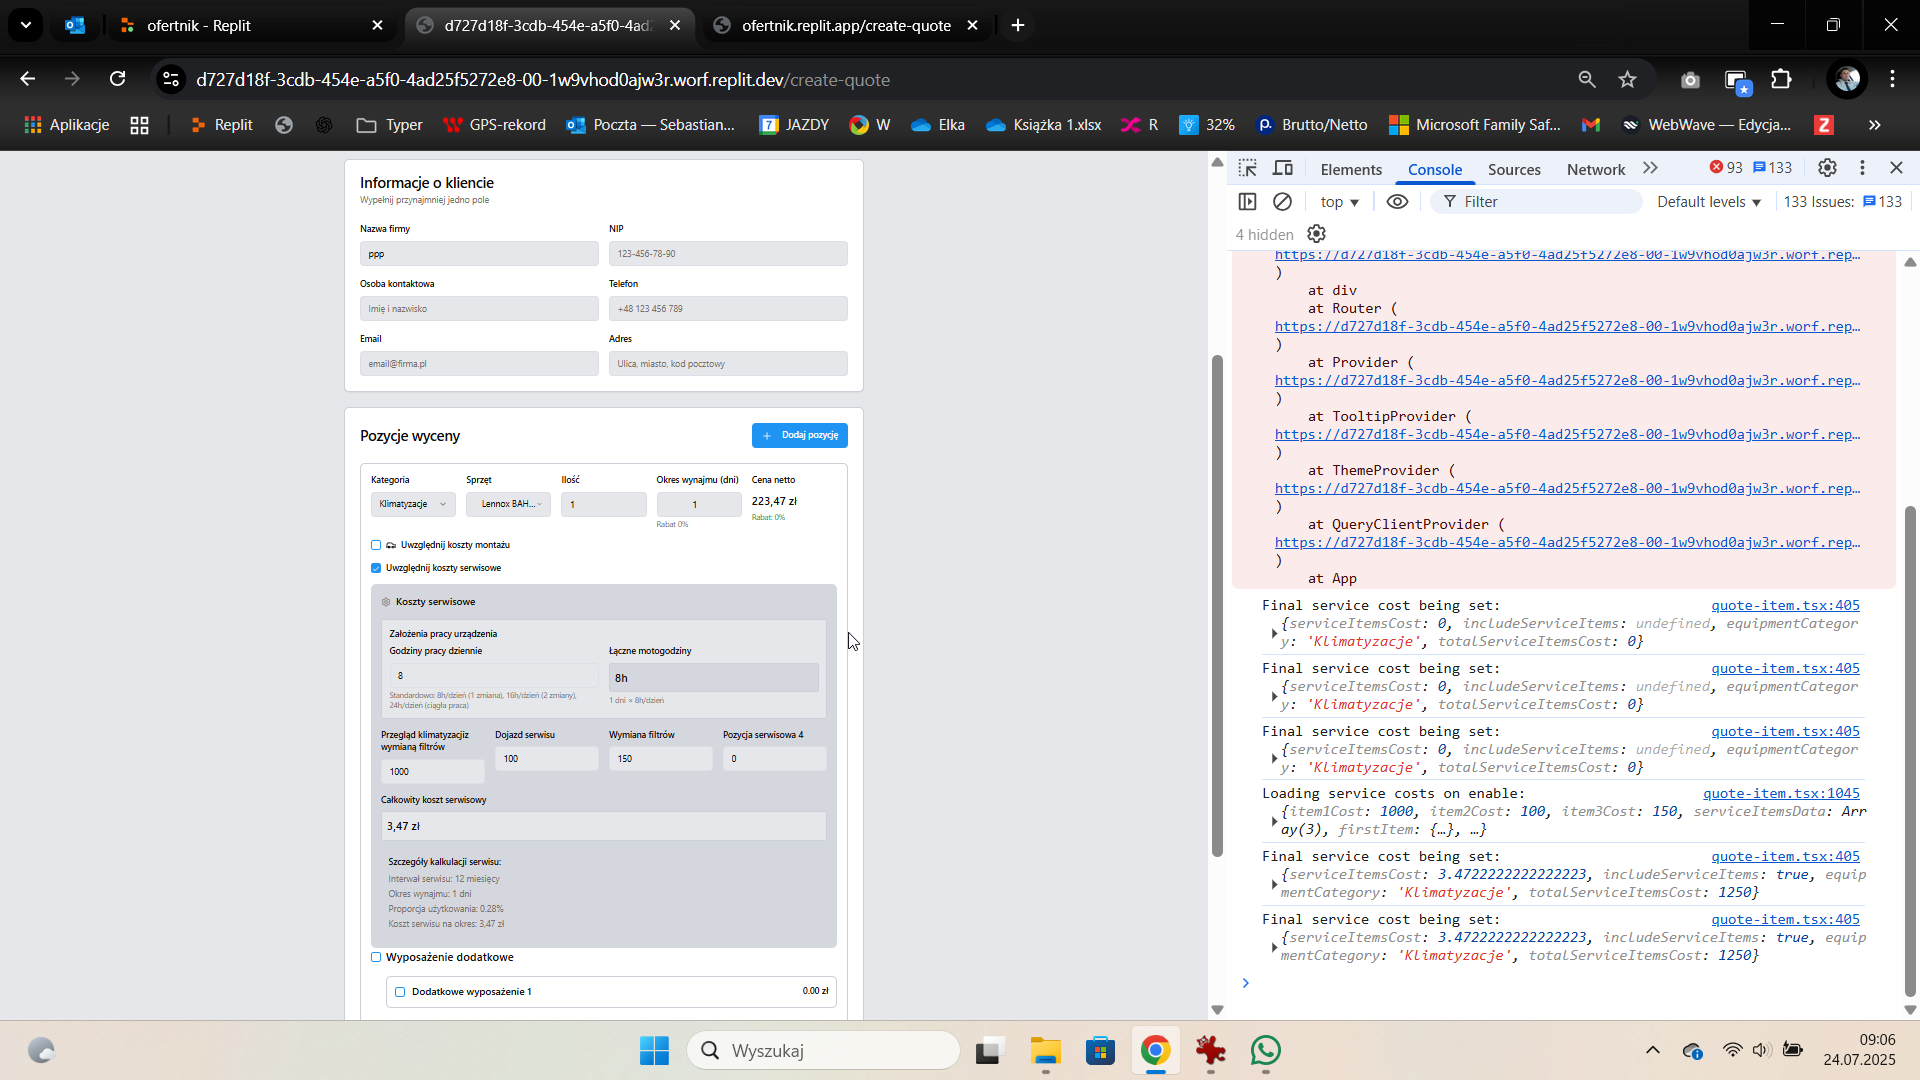 ofertnik - Replit
d727d18f-3cdb-454e-a5f0-4ad
ofertnik.replit.app/create-quote
d727d18f-3cdb-454e-a5f0-4ad25f5272e8-00-1w9vhod0ajw3r.worf.replit.dev/create-quote
Aplikacje
Replit
Typer
GPS-rekord
Poczta — Sebastian...
JAZDY
W
Elka
Książka 1.xlsx
R
32%
Brutto/Netto
Microsoft Family Saf...
WebWave — Edycja...
Informacje o kliencie
Wypełnij przynajmniej jedno pole
Nazwa firmy
NIP
ppp
123-456-78-90
Osoba kontaktowa
Telefon
Imię i nazwisko
+48 123 456 789
Email
Adres
email@firma.pl
Ulica, miasto, kod pocztowy
Pozycje wyceny
+ Dodaj pozycję
Kategoria
Sprzęt
Ilość
Okres wynajmu (dni)
Cena netto
Klimatyzacje
Lennox BAH...
1
1
223,47 zł
Rabat 0%
Rabat: 0%
Uwzględnij koszty montażu
Uwzględnij koszty serwisowe
Koszty serwisowe
Założenia pracy urządzenia
Godziny pracy dziennie
Łączne motogodziny
8
8h
Standardowo: 8h/dzień (1 zmiana), 16h/dzień (2 zmiany),
24h/dzień (ciągła praca)
1 dni × 8h/dzień
Przegląd klimatyzacjiz
wymianą filtrów
Dojazd serwisu
Wymiana filtrów
Pozycja serwisowa 4
1000
100
150
0
Całkowity koszt serwisowy
3,47 zł
Szczegóły kalkulacji serwisu:
Interwał serwisu: 12 miesięcy
Okres wynajmu: 1 dni
Proporcja użytkowania: 0.28%
Koszt serwisu na okres: 3,47 zł
Wyposażenie dodatkowe
Dodatkowe wyposażenie 1
0.00 zł
Elements
Console
Sources
Network
93
133
top
Filter
Default levels
133 Issues:
133
4 hidden
https://d727d18f-3cdb-454e-a5f0-4ad25f5272e8-00-1w9vhod0ajw3r.worf.rep…
)
at div
at Router (
https://d727d18f-3cdb-454e-a5f0-4ad25f5272e8-00-1w9vhod0ajw3r.worf.rep…
)
at Provider (
https://d727d18f-3cdb-454e-a5f0-4ad25f5272e8-00-1w9vhod0ajw3r.worf.rep…
)
at TooltipProvider (
https://d727d18f-3cdb-454e-a5f0-4ad25f5272e8-00-1w9vhod0ajw3r.worf.rep…
)
at ThemeProvider (
https://d727d18f-3cdb-454e-a5f0-4ad25f5272e8-00-1w9vhod0ajw3r.worf.rep…
)
at QueryClientProvider (
https://d727d18f-3cdb-454e-a5f0-4ad25f5272e8-00-1w9vhod0ajw3r.worf.rep…
)
at App
Final service cost being set: quote-item.tsx:405
{serviceItemsCost: 0, includeServiceItems: undefined, equipmentCategor
y: 'Klimatyzacje', totalServiceItemsCost: 0}
Final service cost being set: quote-item.tsx:405
{serviceItemsCost: 0, includeServiceItems: undefined, equipmentCategor
y: 'Klimatyzacje', totalServiceItemsCost: 0}
Final service cost being set: quote-item.tsx:405
{serviceItemsCost: 0, includeServiceItems: undefined, equipmentCategor
y: 'Klimatyzacje', totalServiceItemsCost: 0}
Loading service costs on enable: quote-item.tsx:1045
{item1Cost: 1000, item2Cost: 100, item3Cost: 150, serviceItemsData: Arr
ay(3), firstItem: {…}, …}
Final service cost being set: quote-item.tsx:405
{serviceItemsCost: 3.4722222222222223, includeServiceItems: true, equip
mentCategory: 'Klimatyzacje', totalServiceItemsCost: 1250}
Final service cost being set: quote-item.tsx:405
{serviceItemsCost: 3.4722222222222223, includeServiceItems: true, equip
mentCategory: 'Klimatyzacje', totalServiceItemsCost: 1250}
Wyszukaj
09:06
24.07.2025